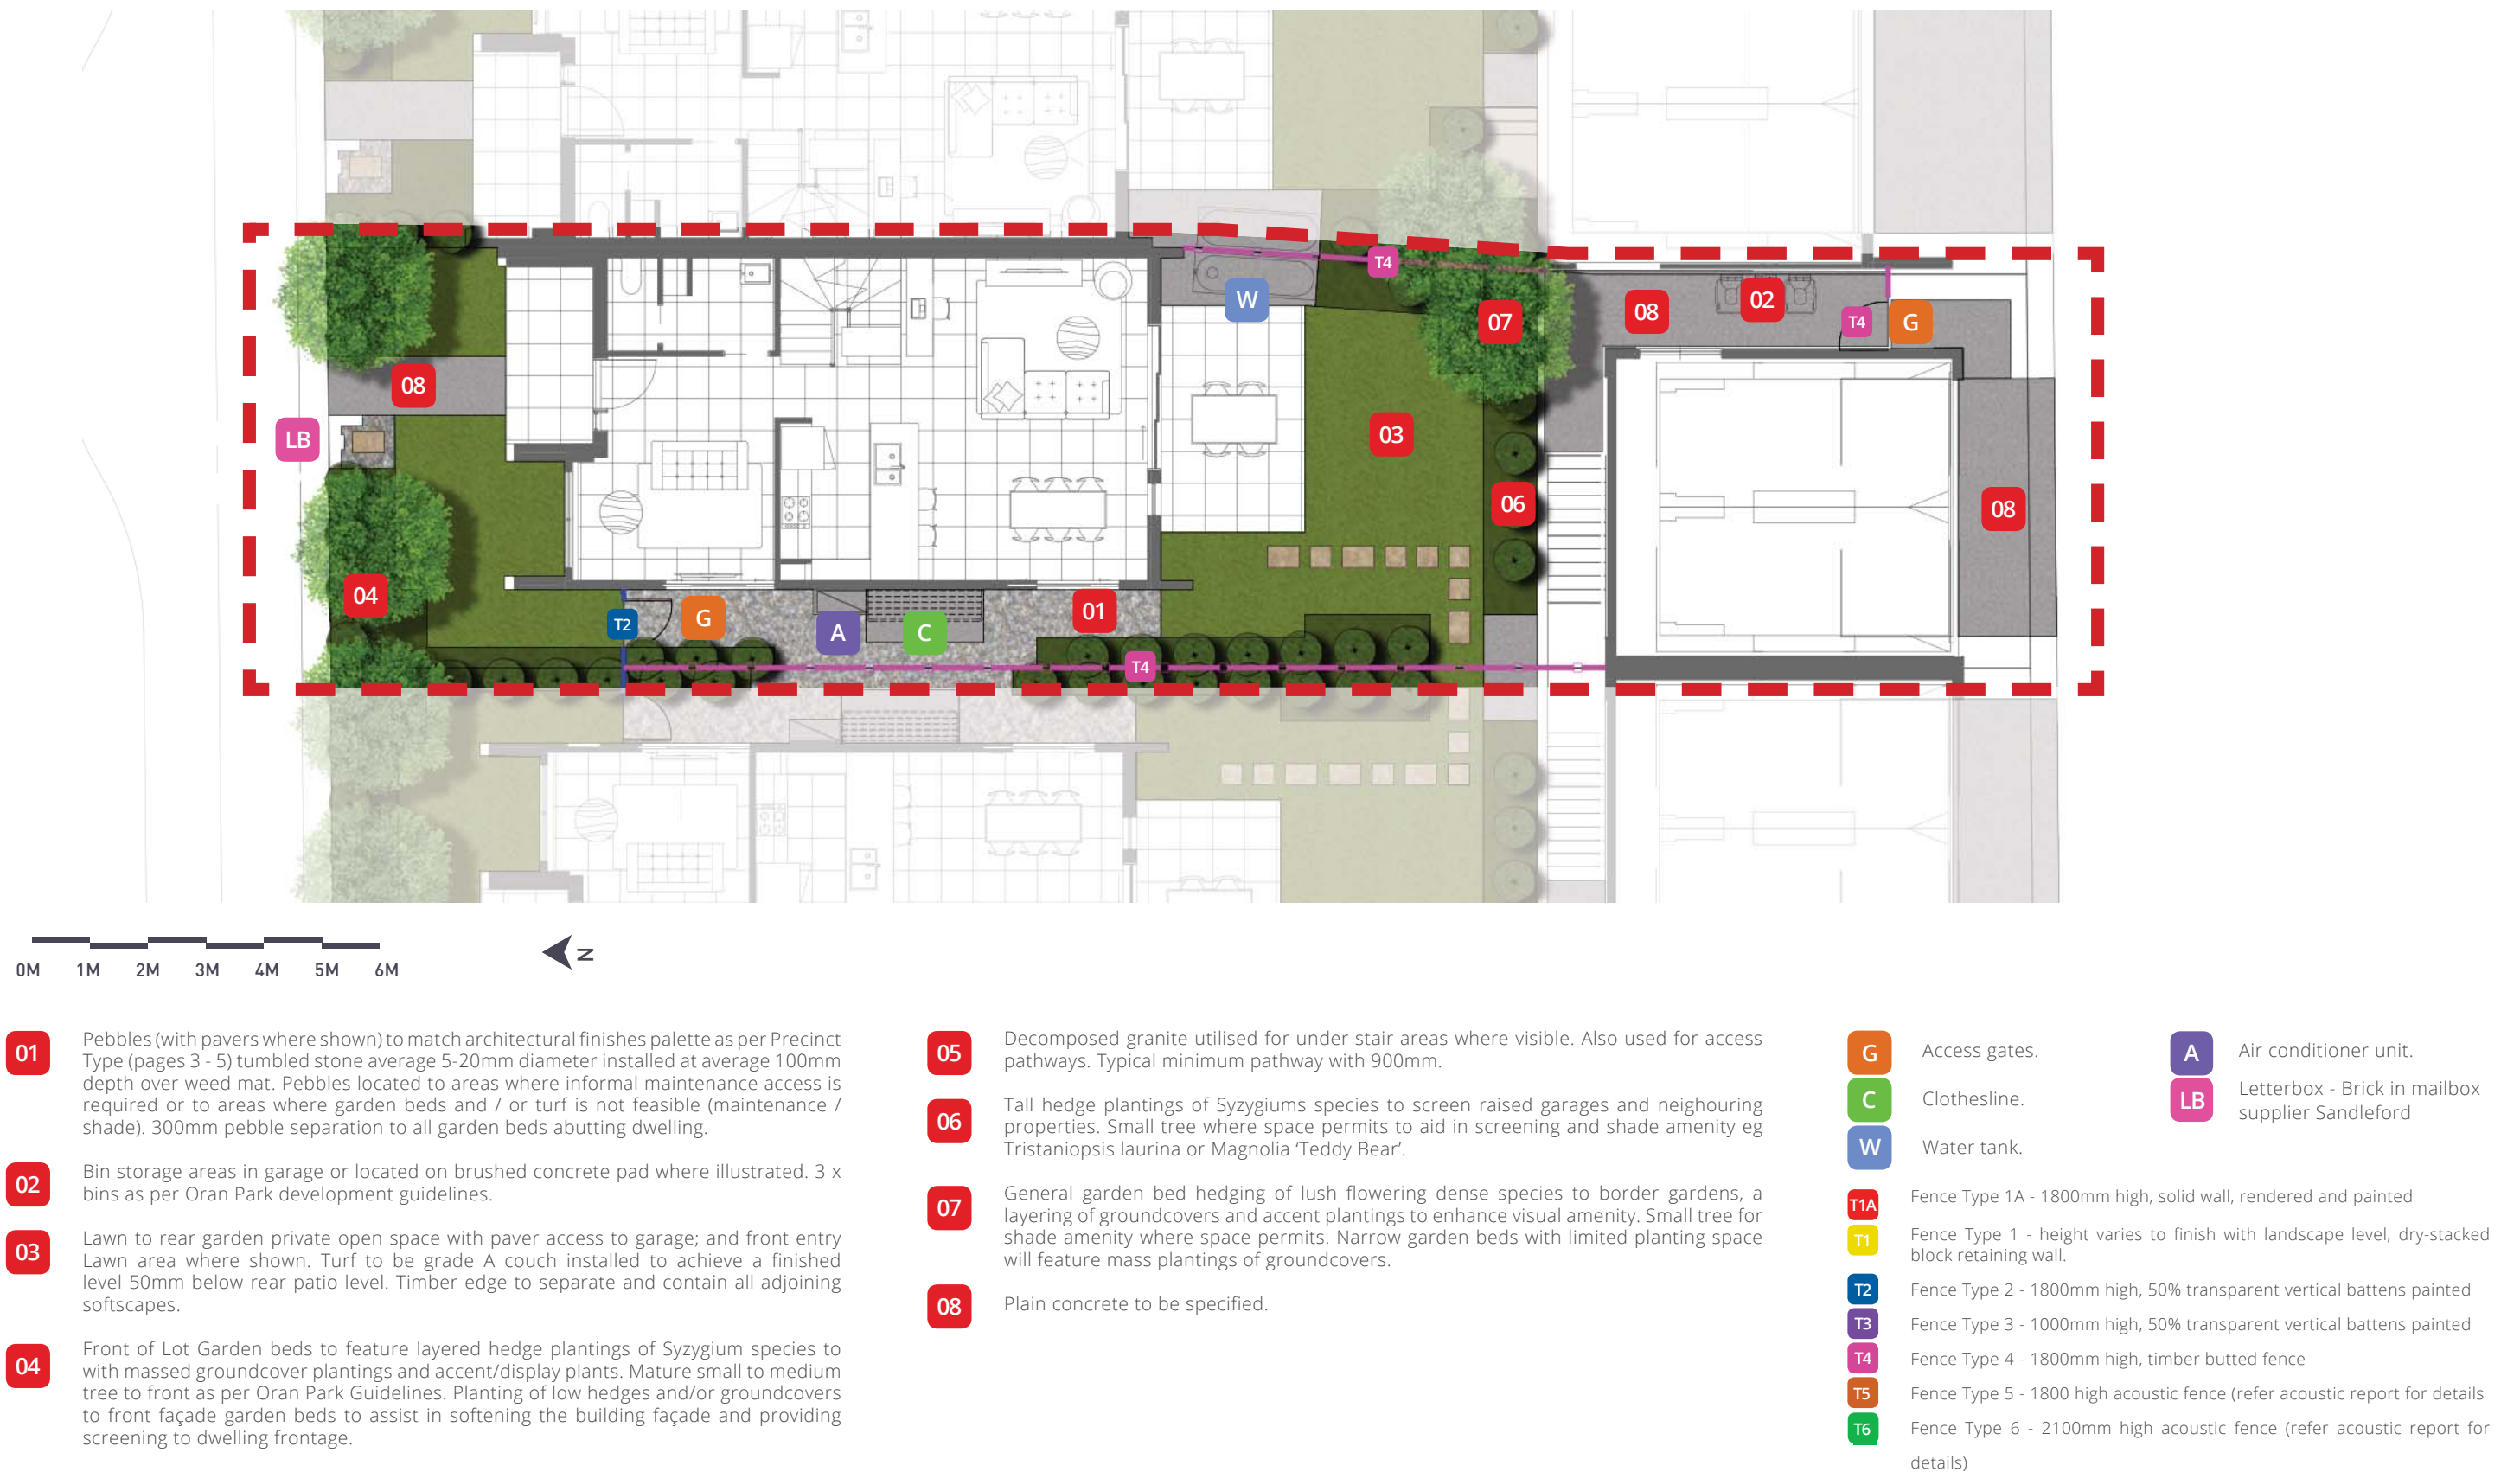 T4
W
07
08
02
T4
G
08
LB
03
06
08
04
T2
G
A
C
01
T4
0M 1M 2M 3M 4M 5M 6M
N
01
Pebbles (with pavers where shown) to match architectural finishes palette as per Precinct
Type (pages 3 - 5) tumbled stone average 5-20mm diameter installed at average 100mm
depth over weed mat. Pebbles located to areas where informal maintenance access is
required or to areas where garden beds and / or turf is not feasible (maintenance /
shade). 300mm pebble separation to all garden beds abutting dwelling.
02
Bin storage areas in garage or located on brushed concrete pad where illustrated. 3 x
bins as per Oran Park development guidelines.
03
Lawn to rear garden private open space with paver access to garage; and front entry
Lawn area where shown. Turf to be grade A couch installed to achieve a finished
level 50mm below rear patio level. Timber edge to separate and contain all adjoining
softscapes.
04
Front of Lot Garden beds to feature layered hedge plantings of Syzygium species to
with massed groundcover plantings and accent/display plants. Mature small to medium
tree to front as per Oran Park Guidelines. Planting of low hedges and/or groundcovers
to front façade garden beds to assist in softening the building façade and providing
screening to dwelling frontage.
05
Decomposed granite utilised for under stair areas where visible. Also used for access
pathways. Typical minimum pathway with 900mm.
06
Tall hedge plantings of Syzygiums species to screen raised garages and neighouring
properties. Small tree where space permits to aid in screening and shade amenity eg
Tristaniopsis laurina or Magnolia ‘Teddy Bear’.
07
General garden bed hedging of lush flowering dense species to border gardens, a
layering of groundcovers and accent plantings to enhance visual amenity. Small tree for
shade amenity where space permits. Narrow garden beds with limited planting space
will feature mass plantings of groundcovers.
08
Plain concrete to be specified.
G Access gates.
C Clothesline.
W Water tank.
A Air conditioner unit.
LB Letterbox - Brick in mailbox
supplier Sandleford
T1A Fence Type 1A - 1800mm high, solid wall, rendered and painted
T1 Fence Type 1 - height varies to finish with landscape level, dry-stacked
block retaining wall.
T2 Fence Type 2 - 1800mm high, 50% transparent vertical battens painted
T3 Fence Type 3 - 1000mm high, 50% transparent vertical battens painted
T4 Fence Type 4 - 1800mm high, timber butted fence
T5 Fence Type 5 - 1800 high acoustic fence (refer acoustic report for details
T6 Fence Type 6 - 2100mm high acoustic fence (refer acoustic report for
details)